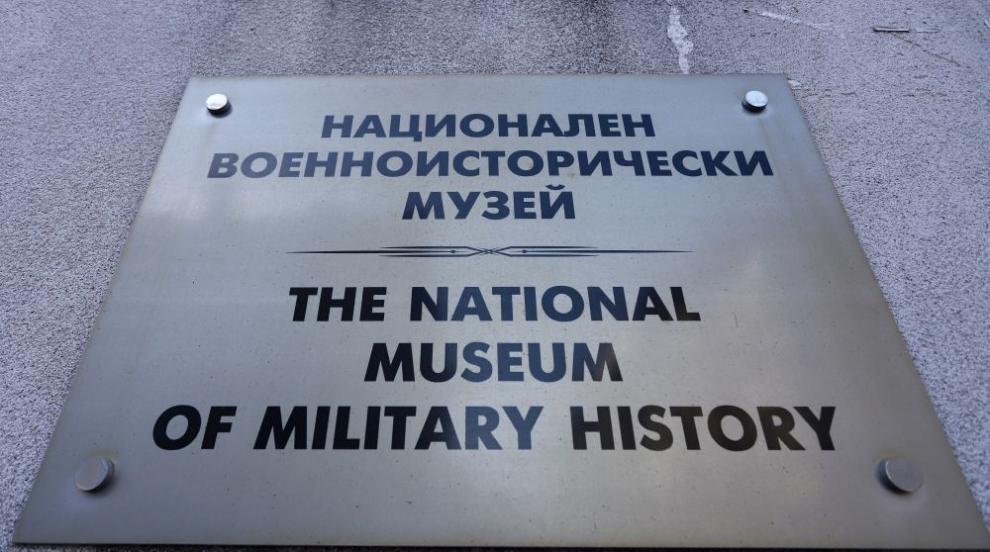 НАЦИОНАЛЕН
ВОЕННОИСТОРИЧЕСКИ
МУЗЕЙ
THE NATIONAL
MUSEUM
OF MILITARY HISTORY